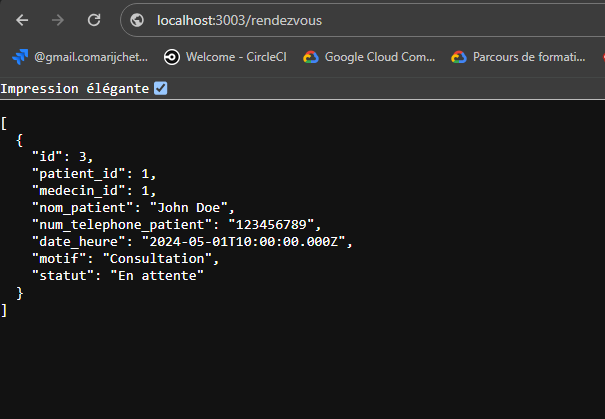 localhost:3003/rendezvous
@gmail.comarijchet... Welcome - CircleCI Google Cloud Com... Parcours de formati...
Impression élégante
[
  {
    "id": 3,
    "patient_id": 1,
    "medecin_id": 1,
    "nom_patient": "John Doe",
    "num_telephone_patient": "123456789",
    "date_heure": "2024-05-01T10:00:00.000Z",
    "motif": "Consultation",
    "statut": "En attente"
  }
]